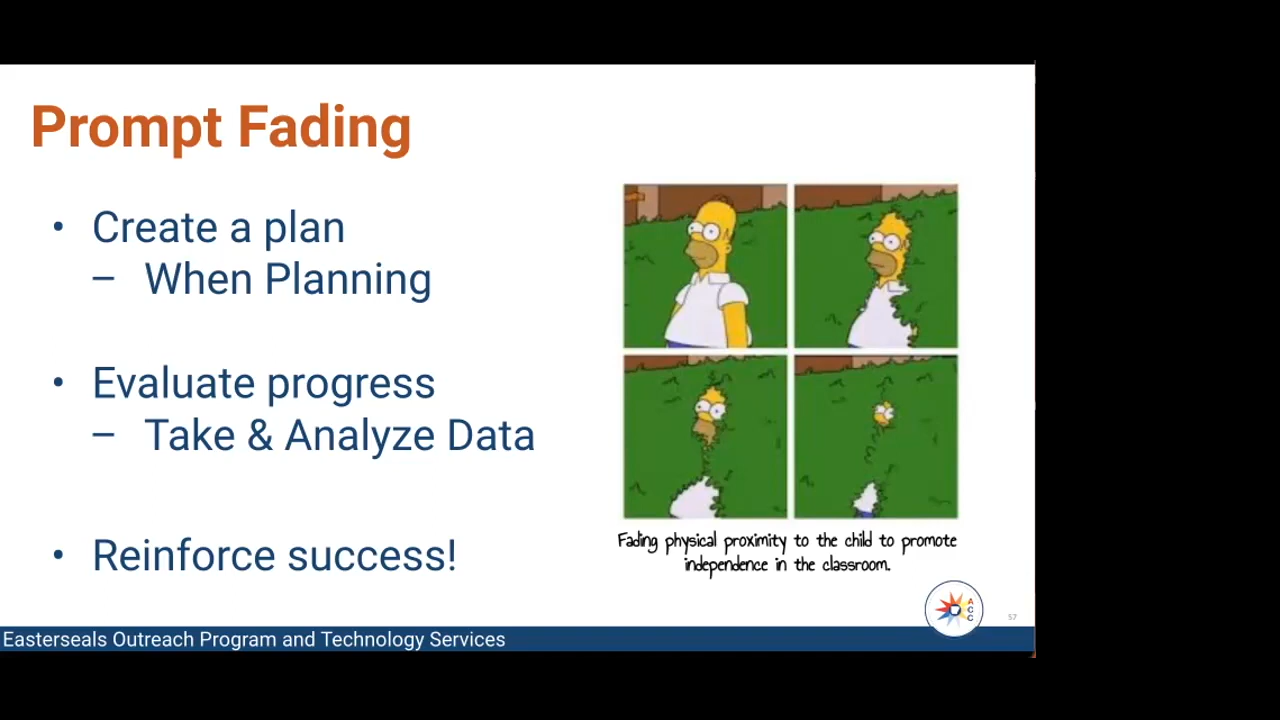 Prompt Fading
• Create a plan
– When Planning
• Evaluate progress
– Take & Analyze Data
• Reinforce success!
Fading physical proximity to the child to promote
independence in the classroom.
A
C
C
57
Easterseals Outreach Program and Technology Services